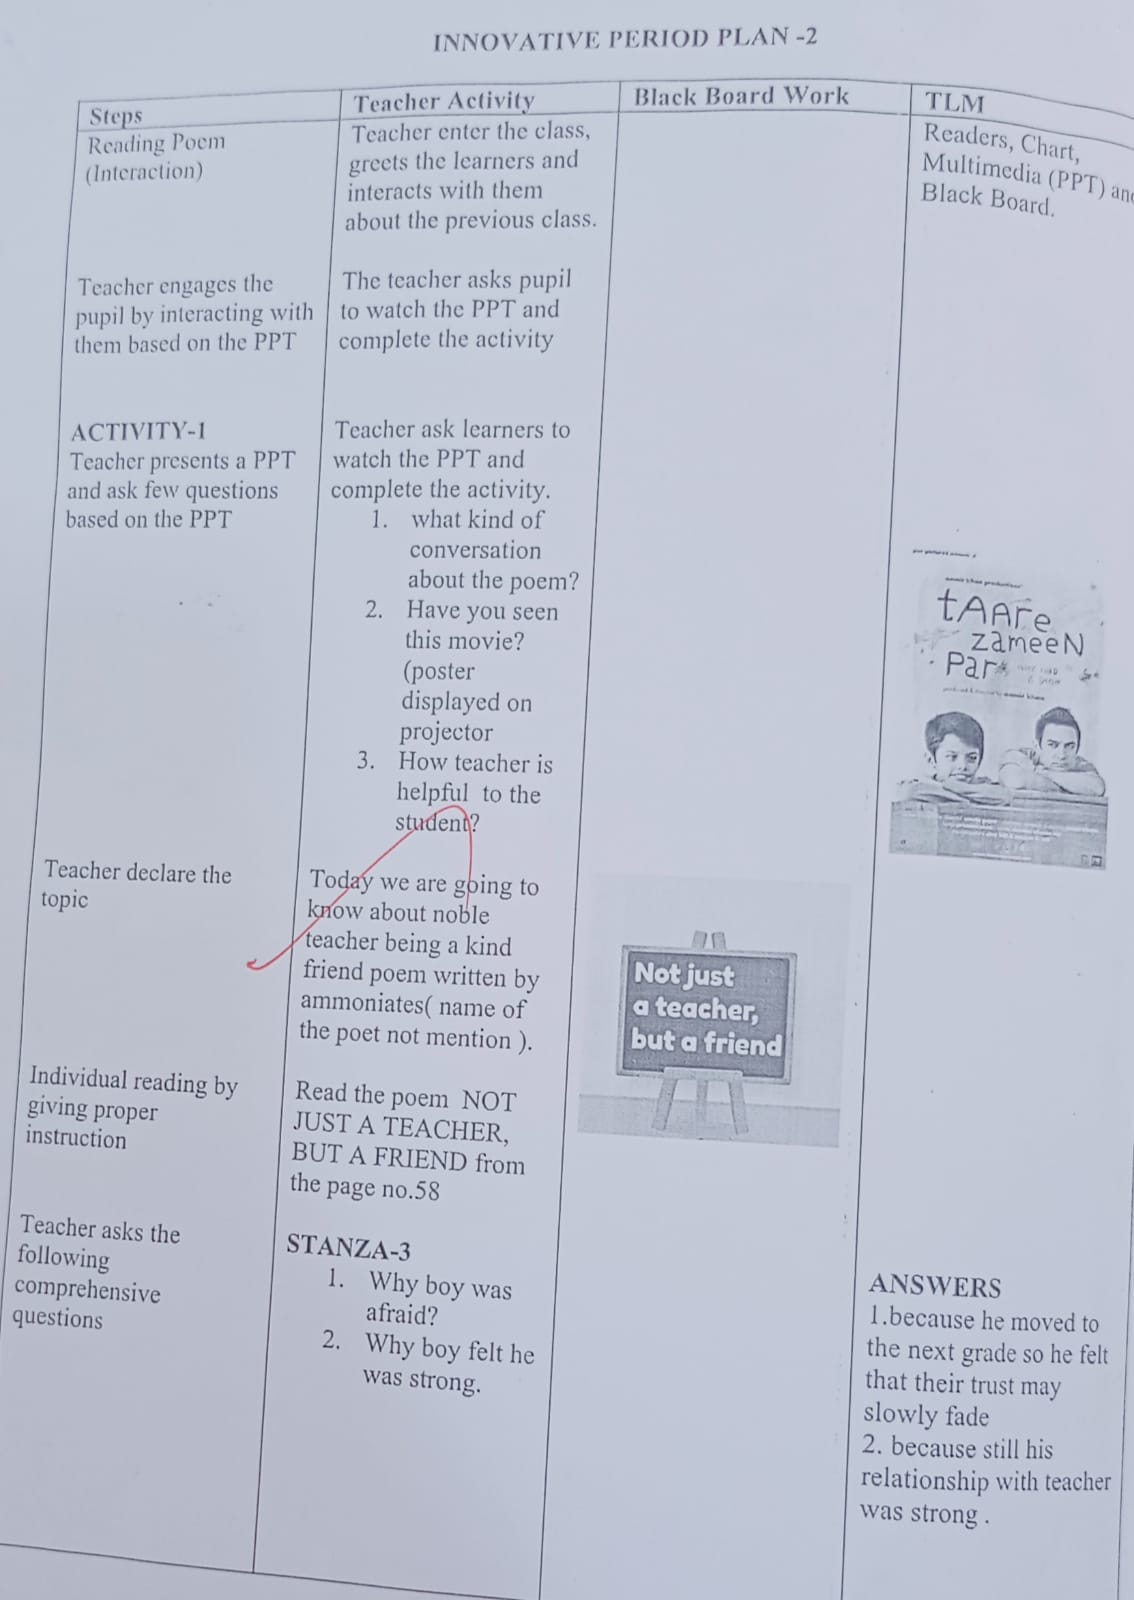 INNOVATIVE PERIOD PLAN -2
Steps
Teacher Activity
Black Board Work
TLM
Reading Poem
(Interaction)
Teacher enter the class,
greets the learners and
interacts with them
about the previous class.
Readers, Chart,
Multimedia (PPT) and
Black Board.
Teacher engages the
pupil by interacting with
them based on the PPT
The teacher asks pupil
to watch the PPT and
complete the activity
ACTIVITY-1
Teacher presents a PPT
and ask few questions
based on the PPT
Teacher ask learners to
watch the PPT and
complete the activity.
1. what kind of
conversation
about the poem?
2. Have you seen
this movie?
(poster
displayed on
projector
3. How teacher is
helpful to the
student?
tAAre
zameeN
Par
Teacher declare the
topic
Today we are going to
know about noble
teacher being a kind
friend poem written by
ammoniates( name of
the poet not mention ).
Not just
a teacher,
but a friend
Individual reading by
giving proper
instruction
Read the poem NOT
JUST A TEACHER,
BUT A FRIEND from
the page no.58
Teacher asks the
following
comprehensive
questions
STANZA-3
1. Why boy was
afraid?
2. Why boy felt he
was strong.
ANSWERS
1.because he moved to
the next grade so he felt
that their trust may
slowly fade
2. because still his
relationship with teacher
was strong .